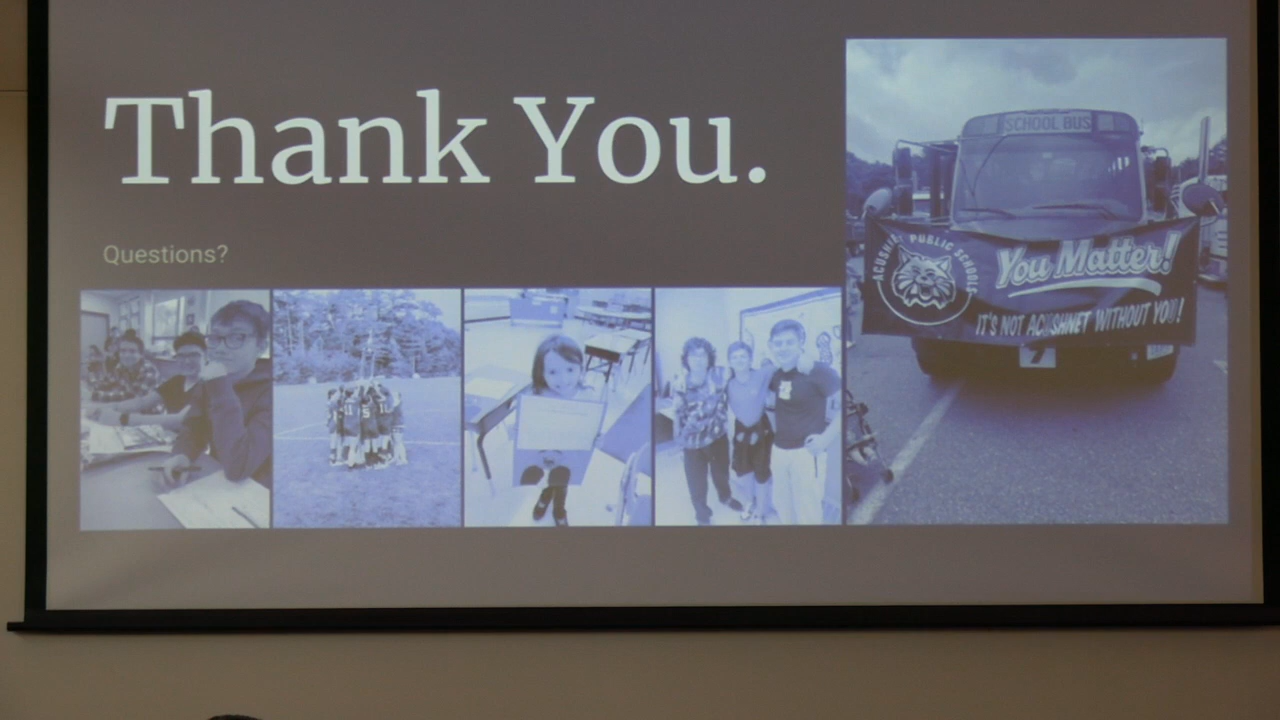 Thank You.
Questions?
SCHOOL BUS
ACUSHNET PUBLIC SCHOOLS
You Matter!
IT'S NOT ACUSHNET WITHOUT YOU!
7